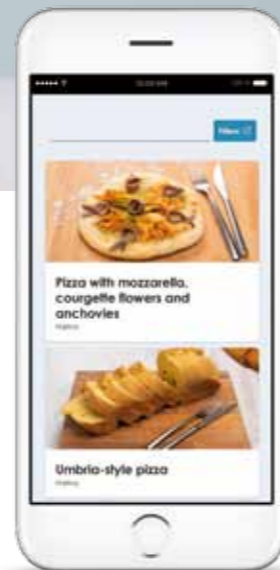 Filters
Pizza with mozzarella,
courgette flowers and
anchovies
Umbria-style pizza